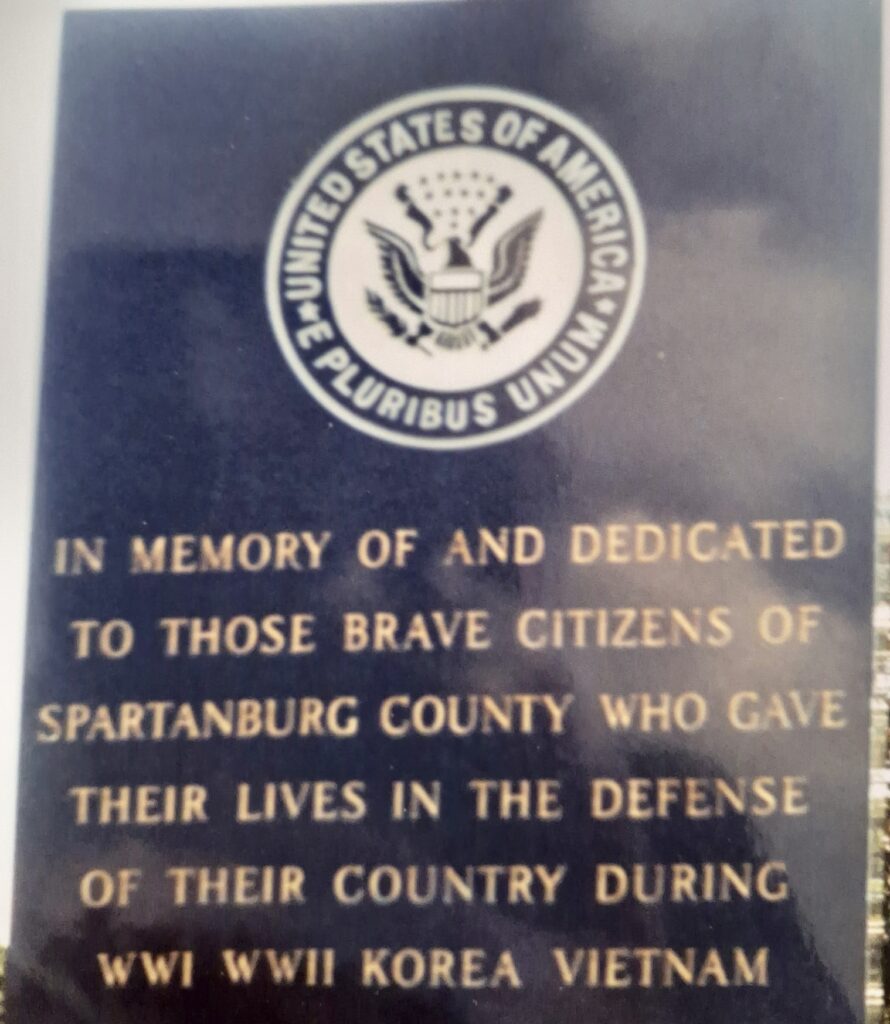 UNITED STATES OF AMERICA
E PLURIBUS UNUM
IN MEMORY OF AND DEDICATED
TO THOSE BRAVE CITIZENS OF
SPARTANBURG COUNTY WHO GAVE
THEIR LIVES IN THE DEFENSE
OF THEIR COUNTRY DURING
WWI WWII KOREA VIETNAM